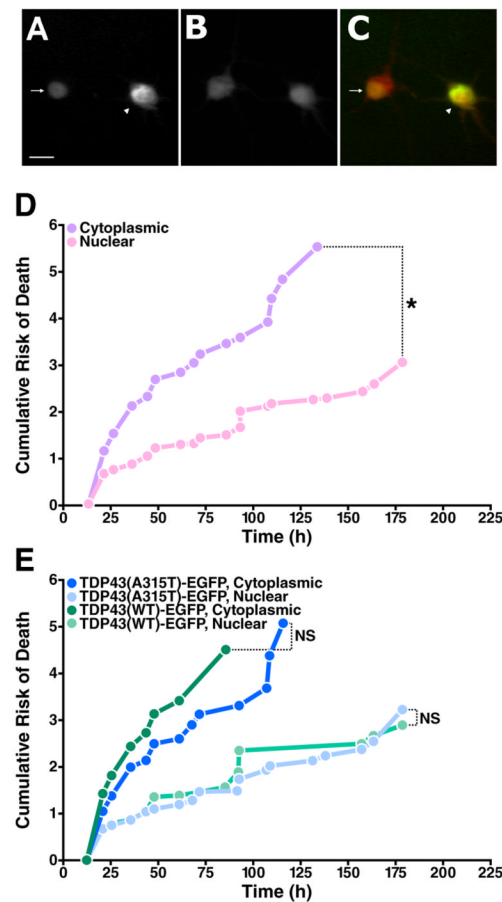 A B C
D
6
Cytoplasmic
Nuclear
5
4
*
3
2
1
0
0 25 50 75 100 125 150 175 200 225
Time (h)
Cumulative Risk of Death
E
6
TDP43(A315T)-EGFP, Cytoplasmic
TDP43(A315T)-EGFP, Nuclear
TDP43(WT)-EGFP, Cytoplasmic
TDP43(WT)-EGFP, Nuclear
5
NS
4
3
NS
2
1
0
0 25 50 75 100 125 150 175 200 225
Time (h)
Cumulative Risk of Death